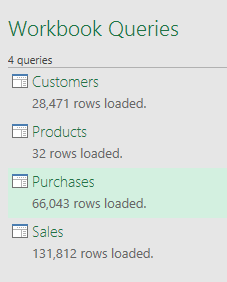 Workbook Queries
4 queries
Customers
28,471 rows loaded.
Products
32 rows loaded.
Purchases
66,043 rows loaded.
Sales
131,812 rows loaded.